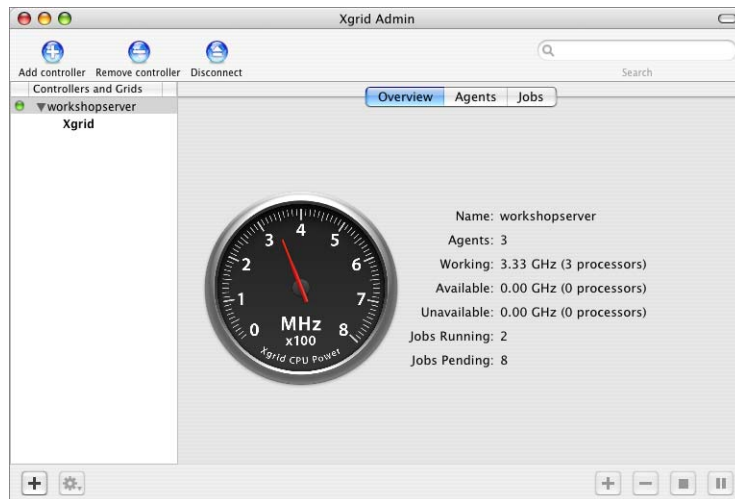 Xgrid Admin
Add controller Remove controller Disconnect
Search
Controllers and Grids
workshopserver
Xgrid
Overview Agents Jobs
0 1 2 3 4 5 6 7 8
MHz
x100
Xgrid CPU Power
Name: workshopserver
Agents: 3
Working: 3.33 GHz (3 processors)
Available: 0.00 GHz (0 processors)
Unavailable: 0.00 GHz (0 processors)
Jobs Running: 2
Jobs Pending: 8